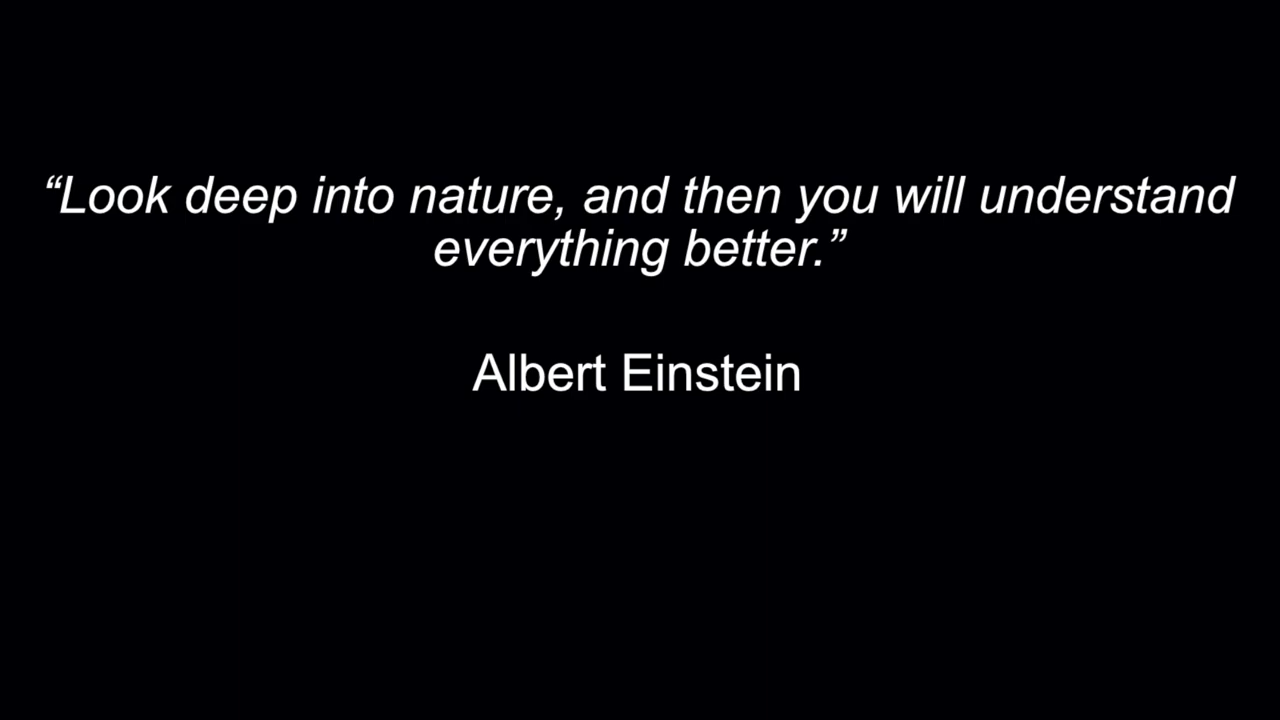 “Look deep into nature, and then you will understand
everything better.”
Albert Einstein